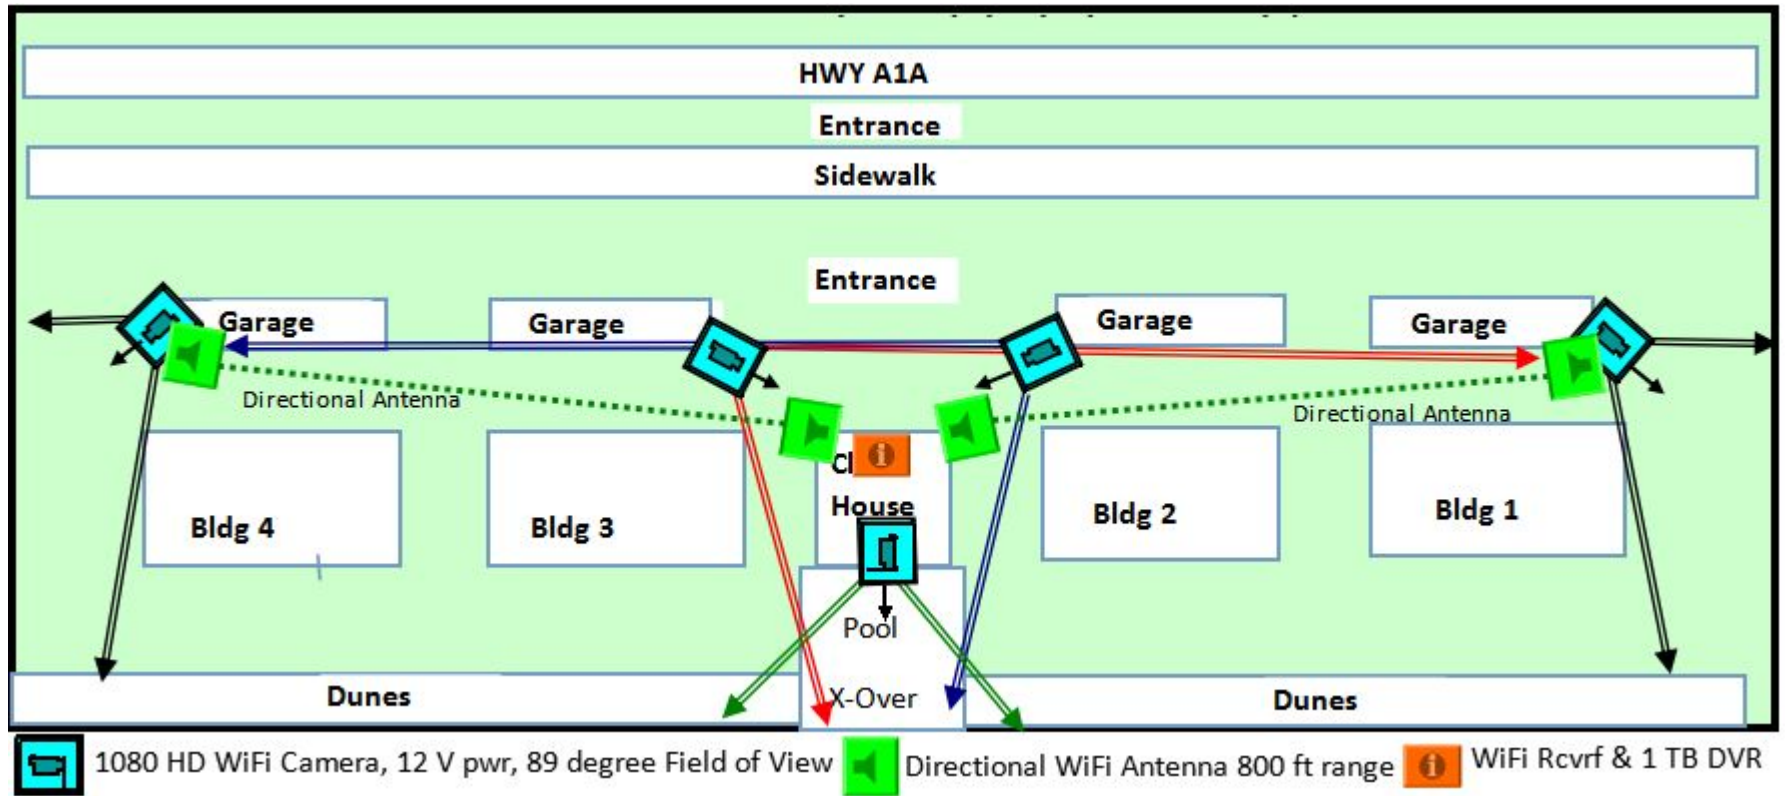 HWY A1A
Entrance
Sidewalk
Entrance
Garage
Garage
Garage
Garage
Directional Antenna
Directional Antenna
House
Bldg 4
Bldg 3
Bldg 2
Bldg 1
Pool
X-Over
Dunes
Dunes
1080 HD WiFi Camera, 12 V pwr, 89 degree Field of View
Directional WiFi Antenna 800 ft range
WiFi Rcvrf & 1 TB DVR